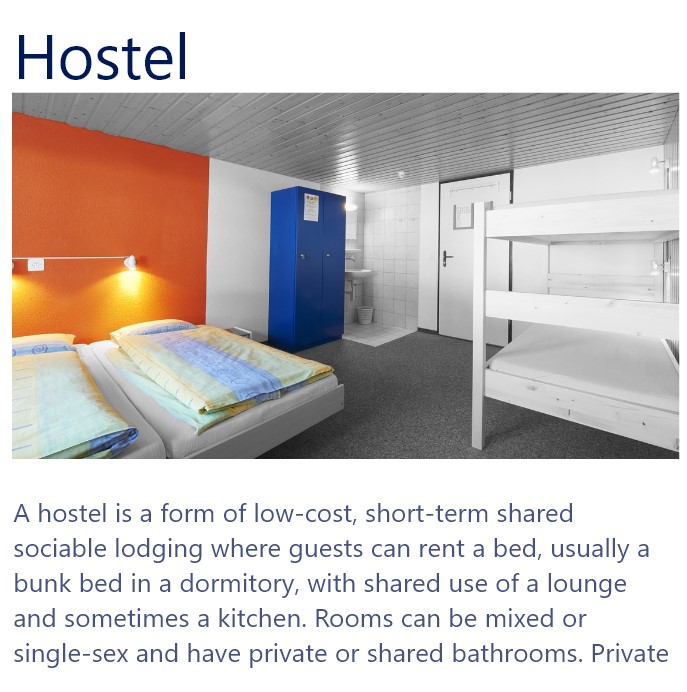 Hostel
A hostel is a form of low-cost, short-term shared
sociable lodging where guests can rent a bed, usually a
bunk bed in a dormitory, with shared use of a lounge
and sometimes a kitchen. Rooms can be mixed or
single-sex and have private or shared bathrooms. Private